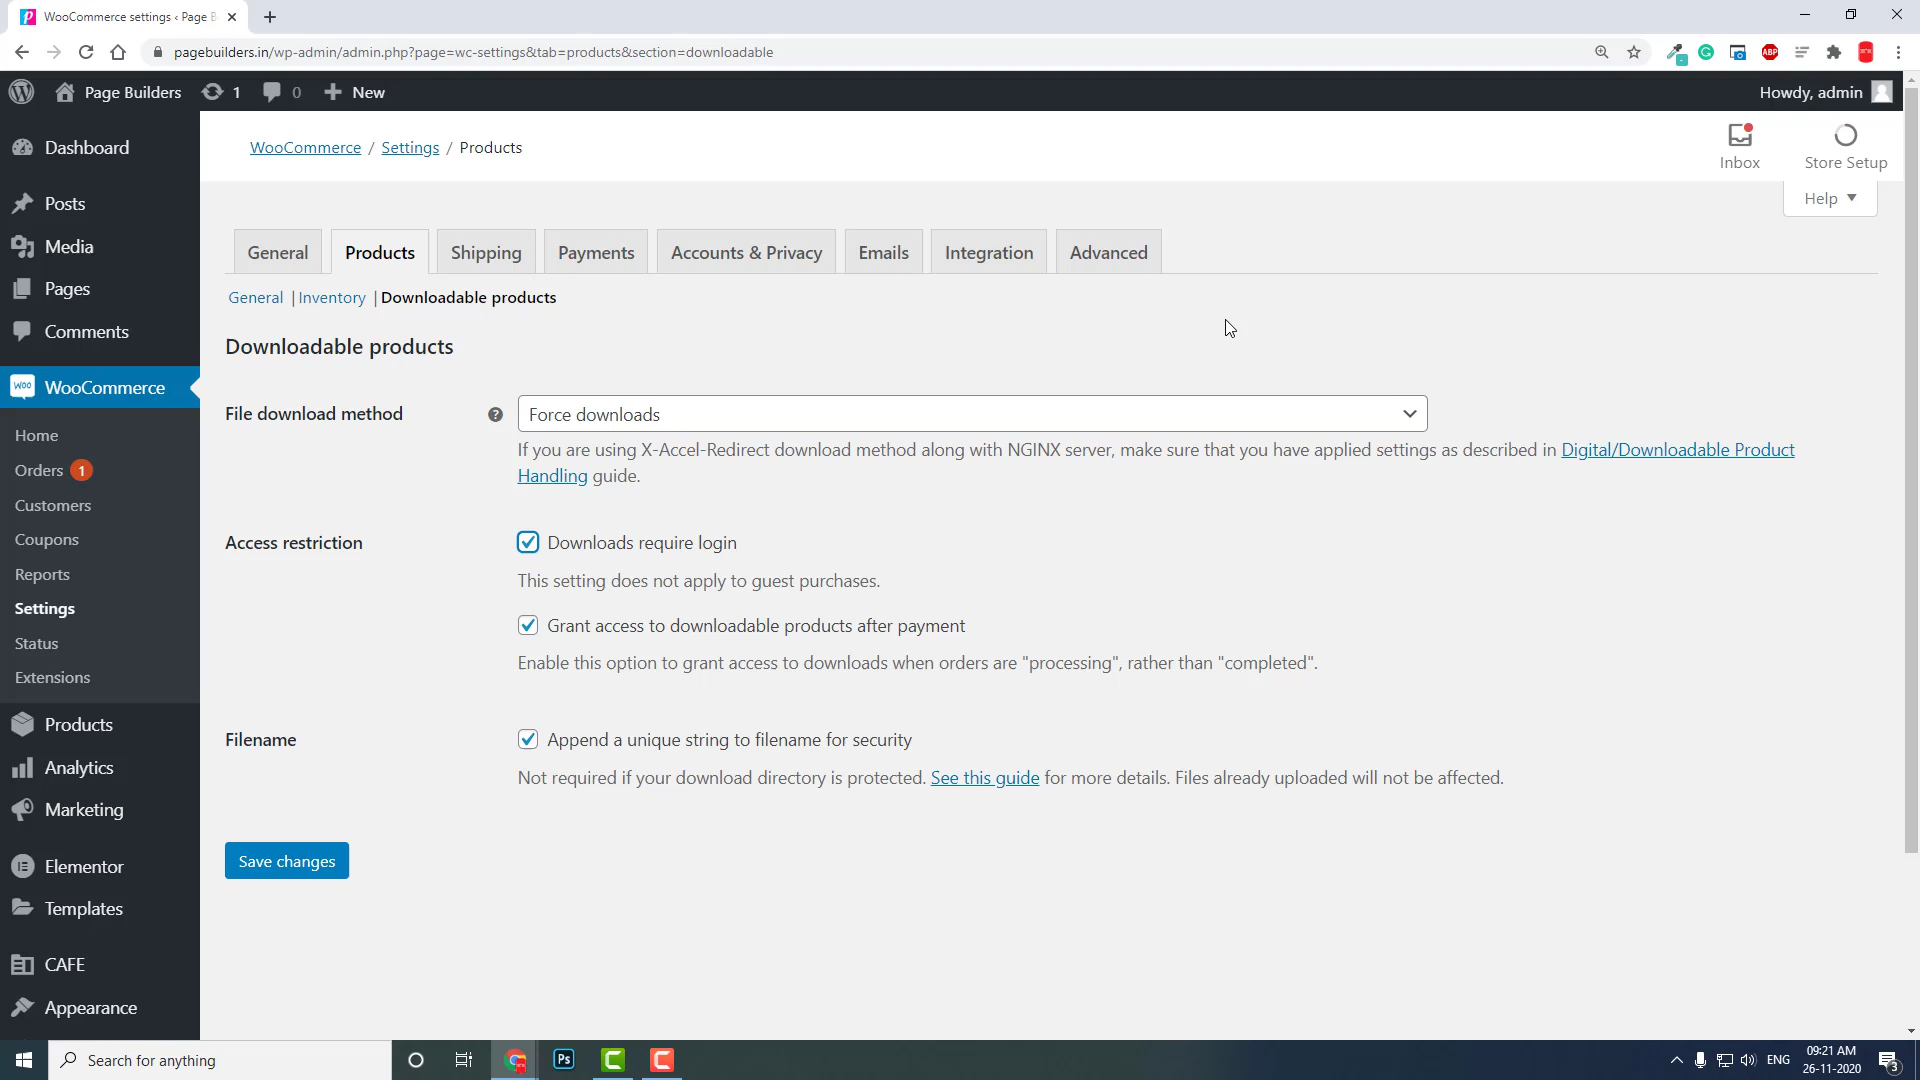 WooCommerce settings ‹ Page B
pagebuilders.in/wp-admin/admin.php?page=wc-settings&tab=products&section=downloadable
ABP
Page Builders 1 0 New
Howdy, admin
Dashboard
Posts
Media
Pages
Comments
WOO WooCommerce
Home
Orders 1
Customers
Coupons
Reports
Settings
Status
Extensions
Products
Analytics
Marketing
Elementor
Templates
CAFE
Appearance
WooCommerce / Settings / Products
Inbox
Store Setup
Help
General Products Shipping Payments Accounts & Privacy Emails Integration Advanced
General | Inventory | Downloadable products
Downloadable products
File download method ? Force downloads
If you are using X-Accel-Redirect download method along with NGINX server, make sure that you have applied settings as described in Digital/Downloadable Product
Handling guide.
Access restriction Downloads require login
This setting does not apply to guest purchases.
Grant access to downloadable products after payment
Enable this option to grant access to downloads when orders are "processing", rather than "completed".
Filename Append a unique string to filename for security
Not required if your download directory is protected. See this guide for more details. Files already uploaded will not be affected.
Save changes
Search for anything
Ps
ENG
09:21 AM
26-11-2020
3